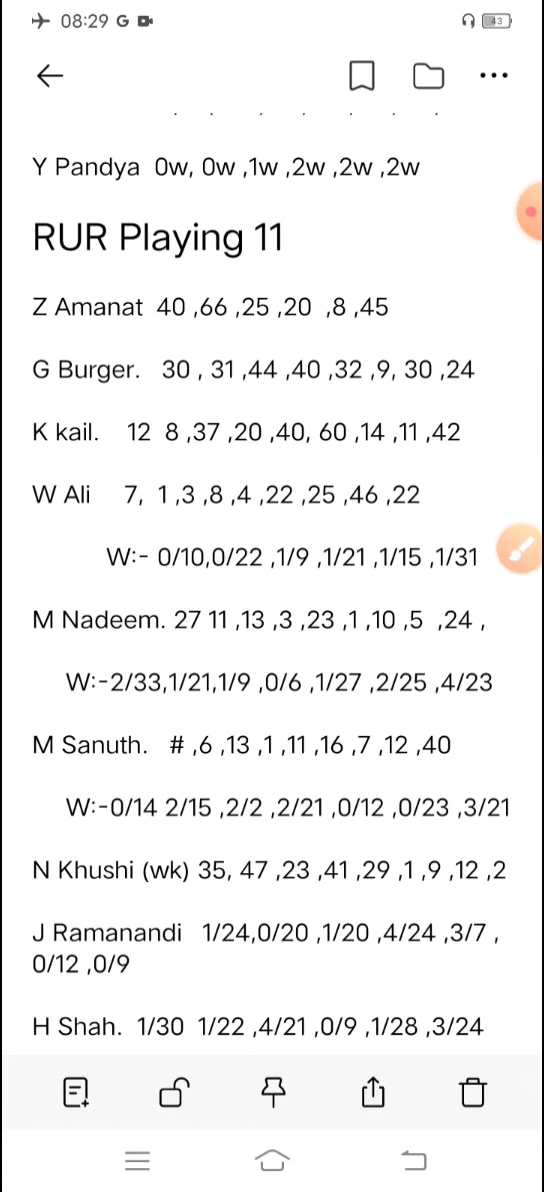 08:29 G
43
Y Pandya 0w, 0w ,1w ,2w ,2w ,2w
RUR Playing 11
Z Amanat 40 ,66 ,25 ,20 ,8 ,45
G Burger. 30 , 31 ,44 ,40 ,32 ,9, 30 ,24
K kail. 12 8 ,37 ,20 ,40, 60 ,14 ,11 ,42
W Ali 7, 1 ,3 ,8 ,4 ,22 ,25 ,46 ,22
W:- 0/10,0/22 ,1/9 ,1/21 ,1/15 ,1/31
M Nadeem. 27 11 ,13 ,3 ,23 ,1 ,10 ,5 ,24 ,
W:-2/33,1/21,1/9 ,0/6 ,1/27 ,2/25 ,4/23
M Sanuth. # ,6 ,13 ,1 ,11 ,16 ,7 ,12 ,40
W:-0/14 2/15 ,2/2 ,2/21 ,0/12 ,0/23 ,3/21
N Khushi (wk) 35, 47 ,23 ,41 ,29 ,1 ,9 ,12 ,2
J Ramanandi 1/24,0/20 ,1/20 ,4/24 ,3/7 ,
0/12 ,0/9
H Shah. 1/30 1/22 ,4/21 ,0/9 ,1/28 ,3/24